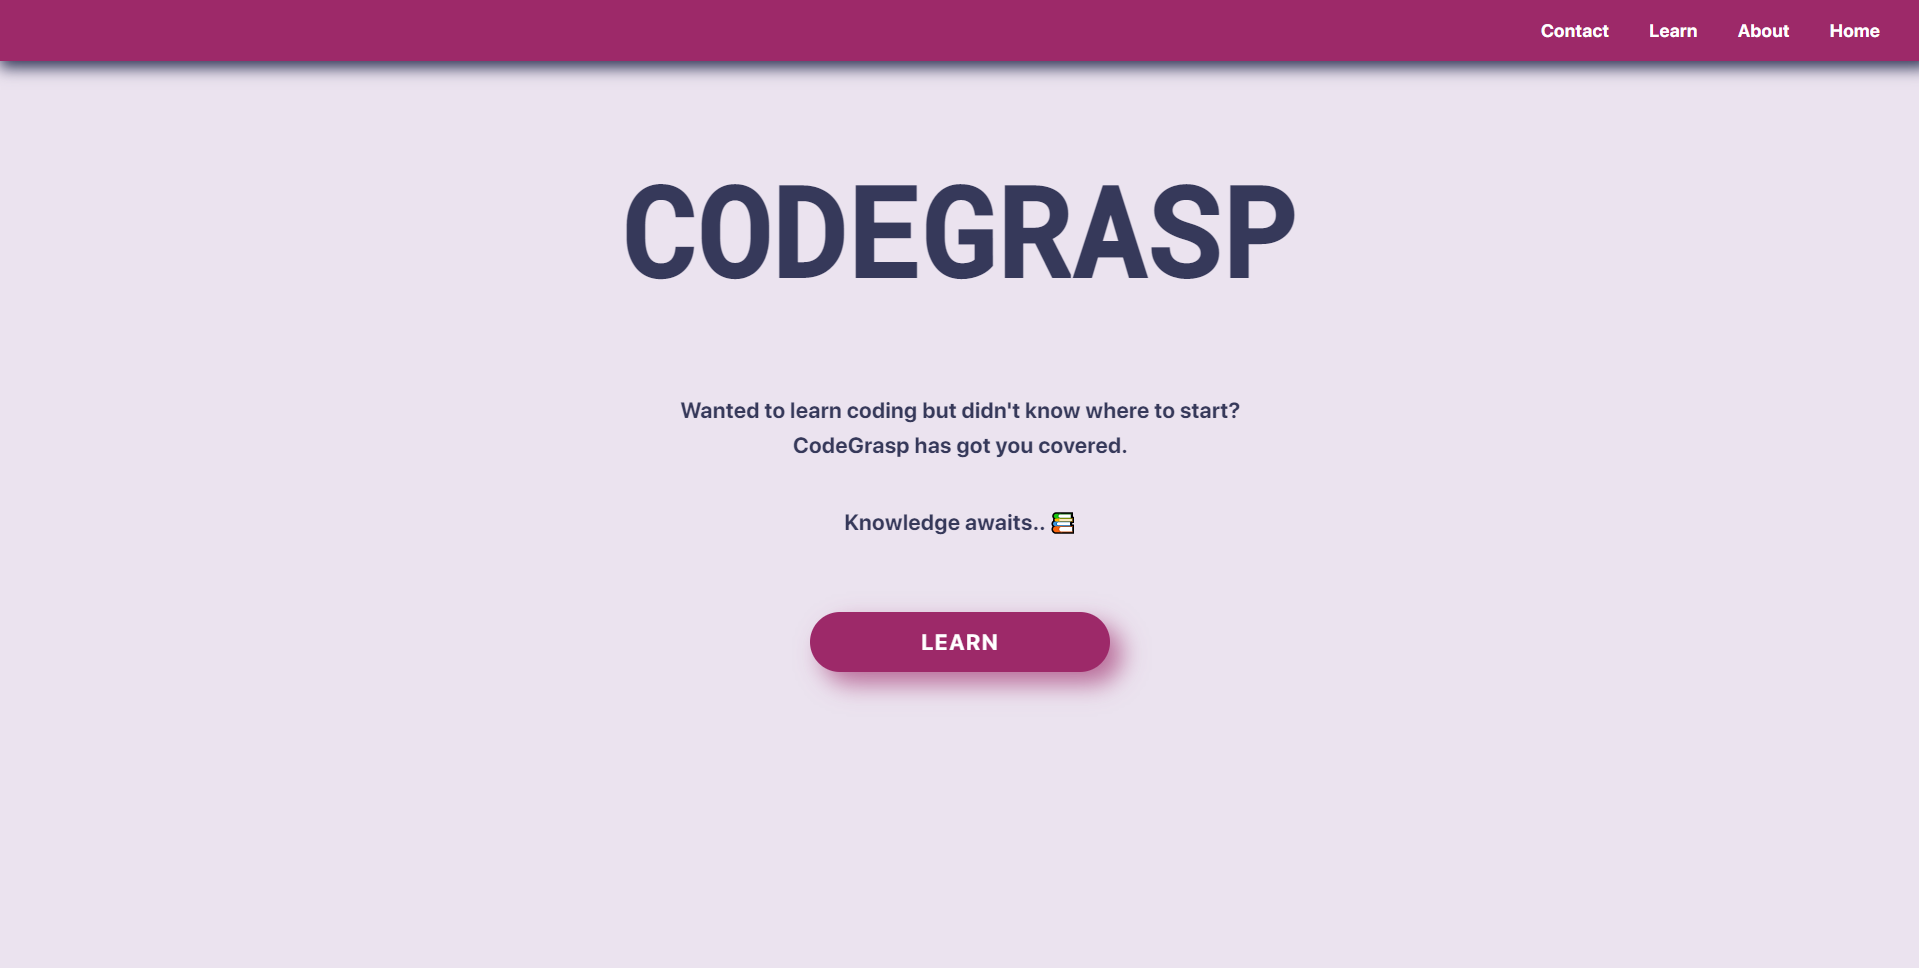 Contact Learn About Home
CODEGRASP
Wanted to learn coding but didn't know where to start?
CodeGrasp has got you covered.
Knowledge awaits.. 📚
LEARN